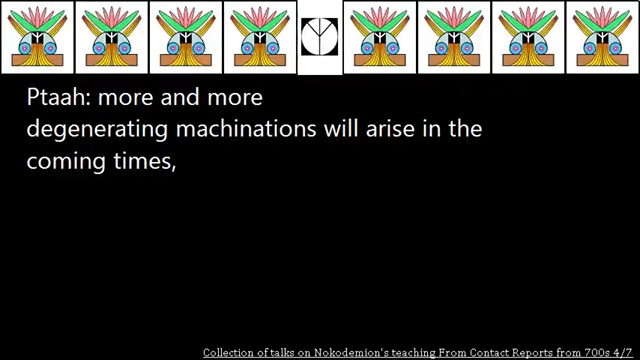 Ptaah: more and more
degenerating machinations will arise in the
coming times,
Collection of talks on Nokodemion's teaching From Contact Reports from 700s 4/7